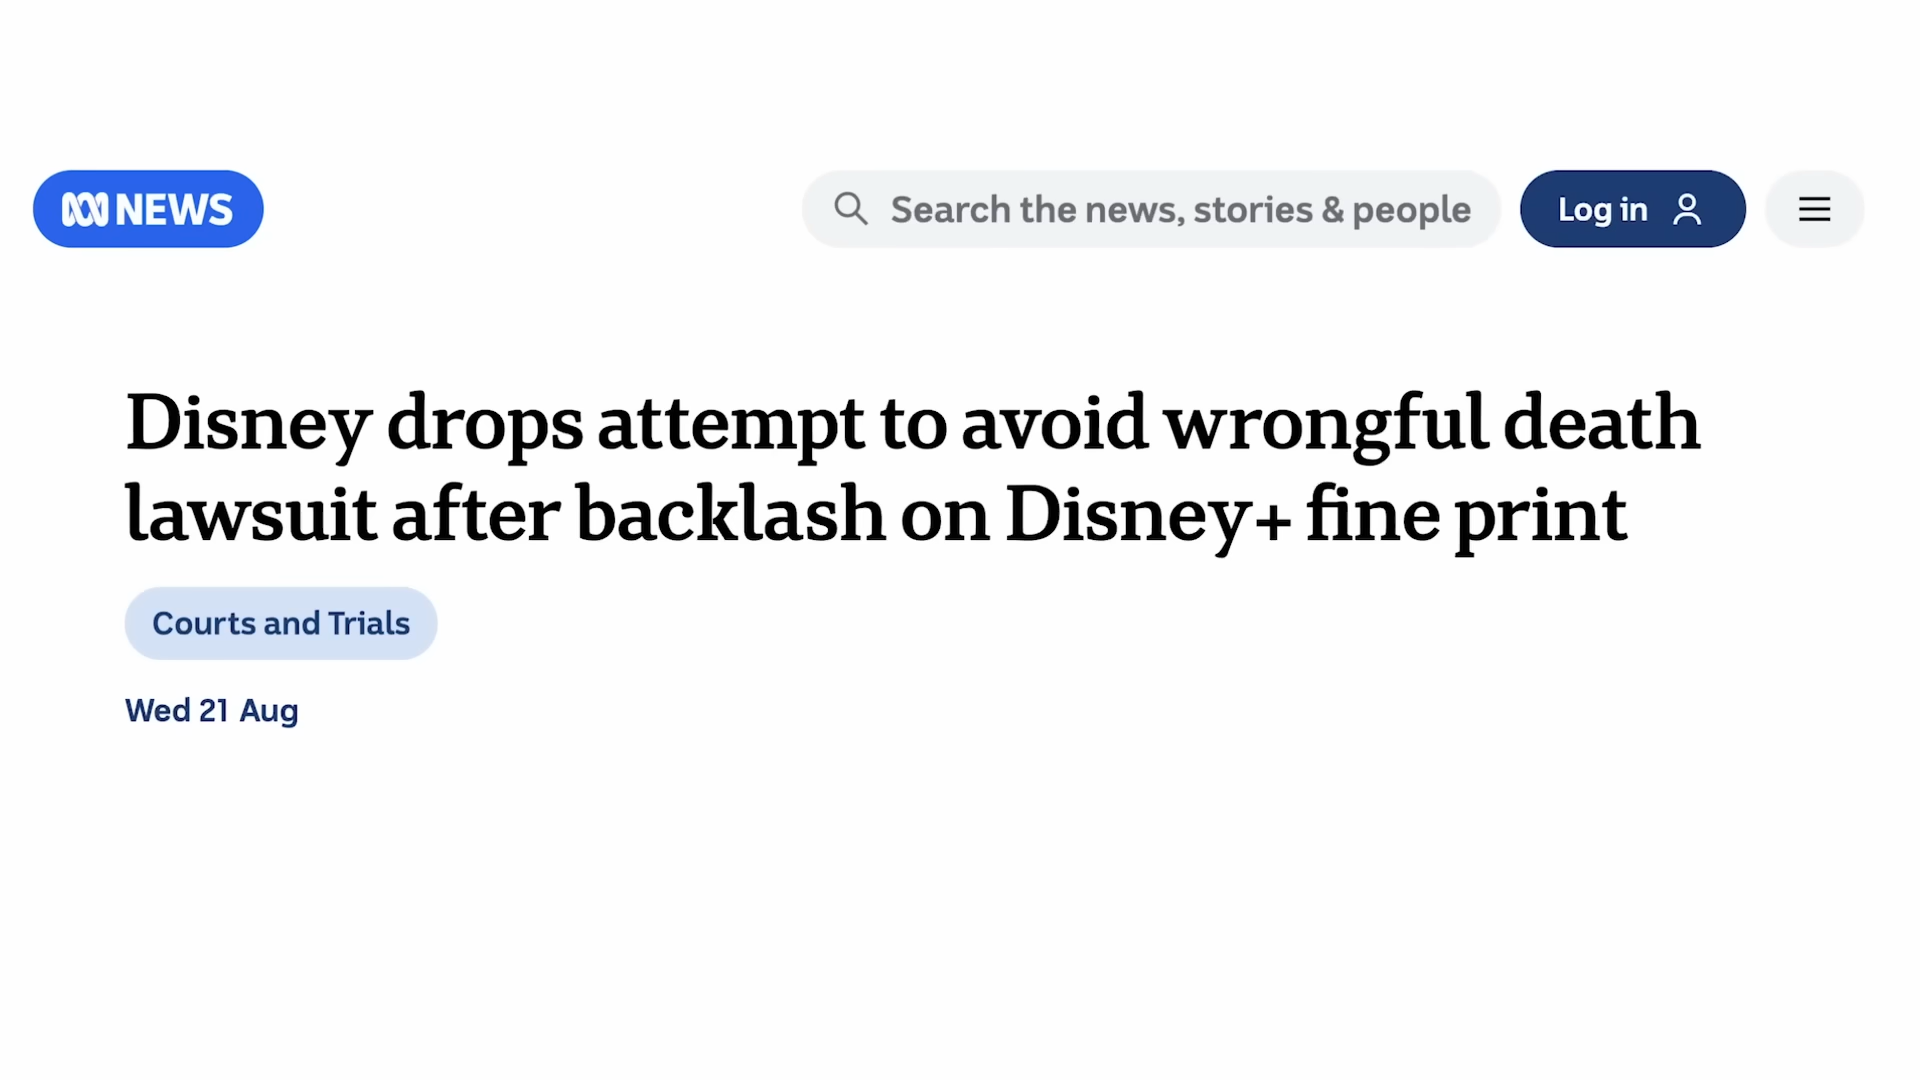 NEWS
Search the news, stories & people
Log in
Disney drops attempt to avoid wrongful death
lawsuit after backlash on Disney+ fine print
Courts and Trials
Wed 21 Aug